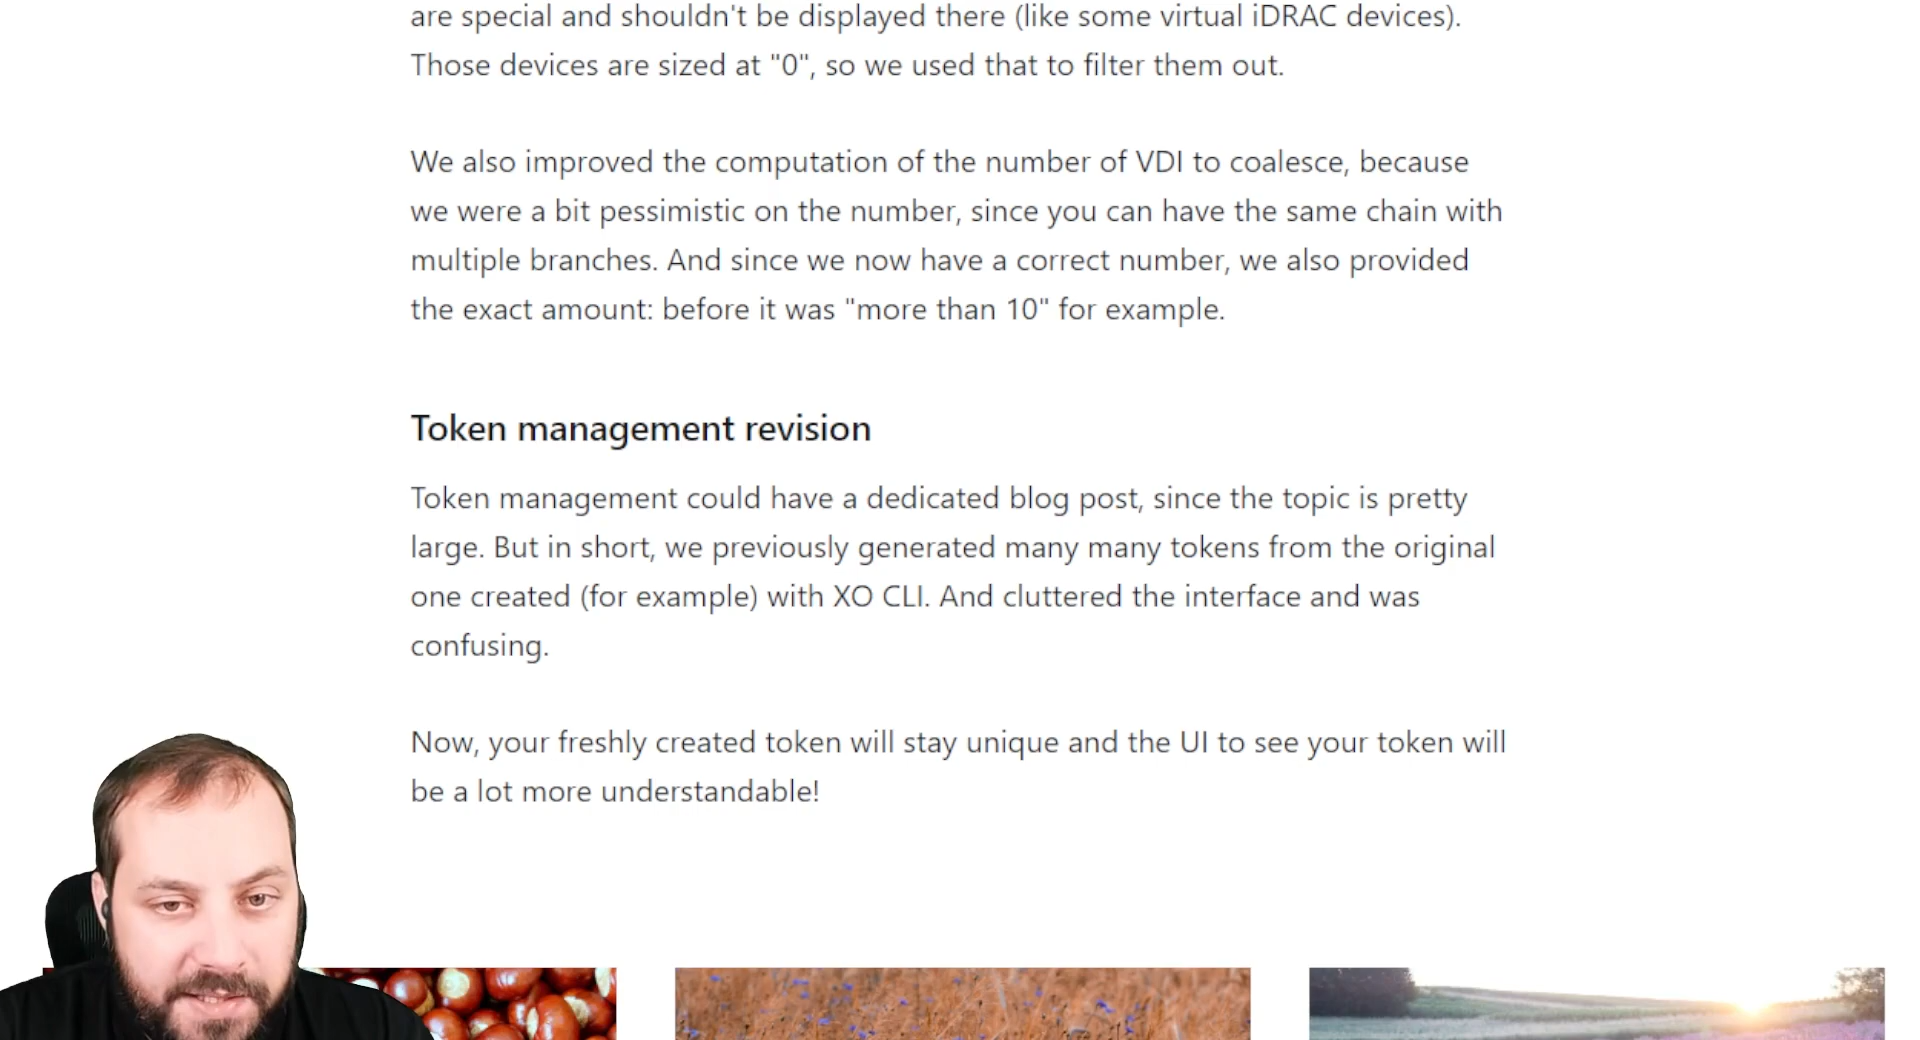 are special and shouldn't be displayed there (like some virtual iDRAC devices).
Those devices are sized at "0", so we used that to filter them out.
We also improved the computation of the number of VDI to coalesce, because
we were a bit pessimistic on the number, since you can have the same chain with
multiple branches. And since we now have a correct number, we also provided
the exact amount: before it was "more than 10" for example.
Token management revision
Token management could have a dedicated blog post, since the topic is pretty
large. But in short, we previously generated many many tokens from the original
one created (for example) with XO CLI. And cluttered the interface and was
confusing.
Now, your freshly created token will stay unique and the UI to see your token will
be a lot more understandable!